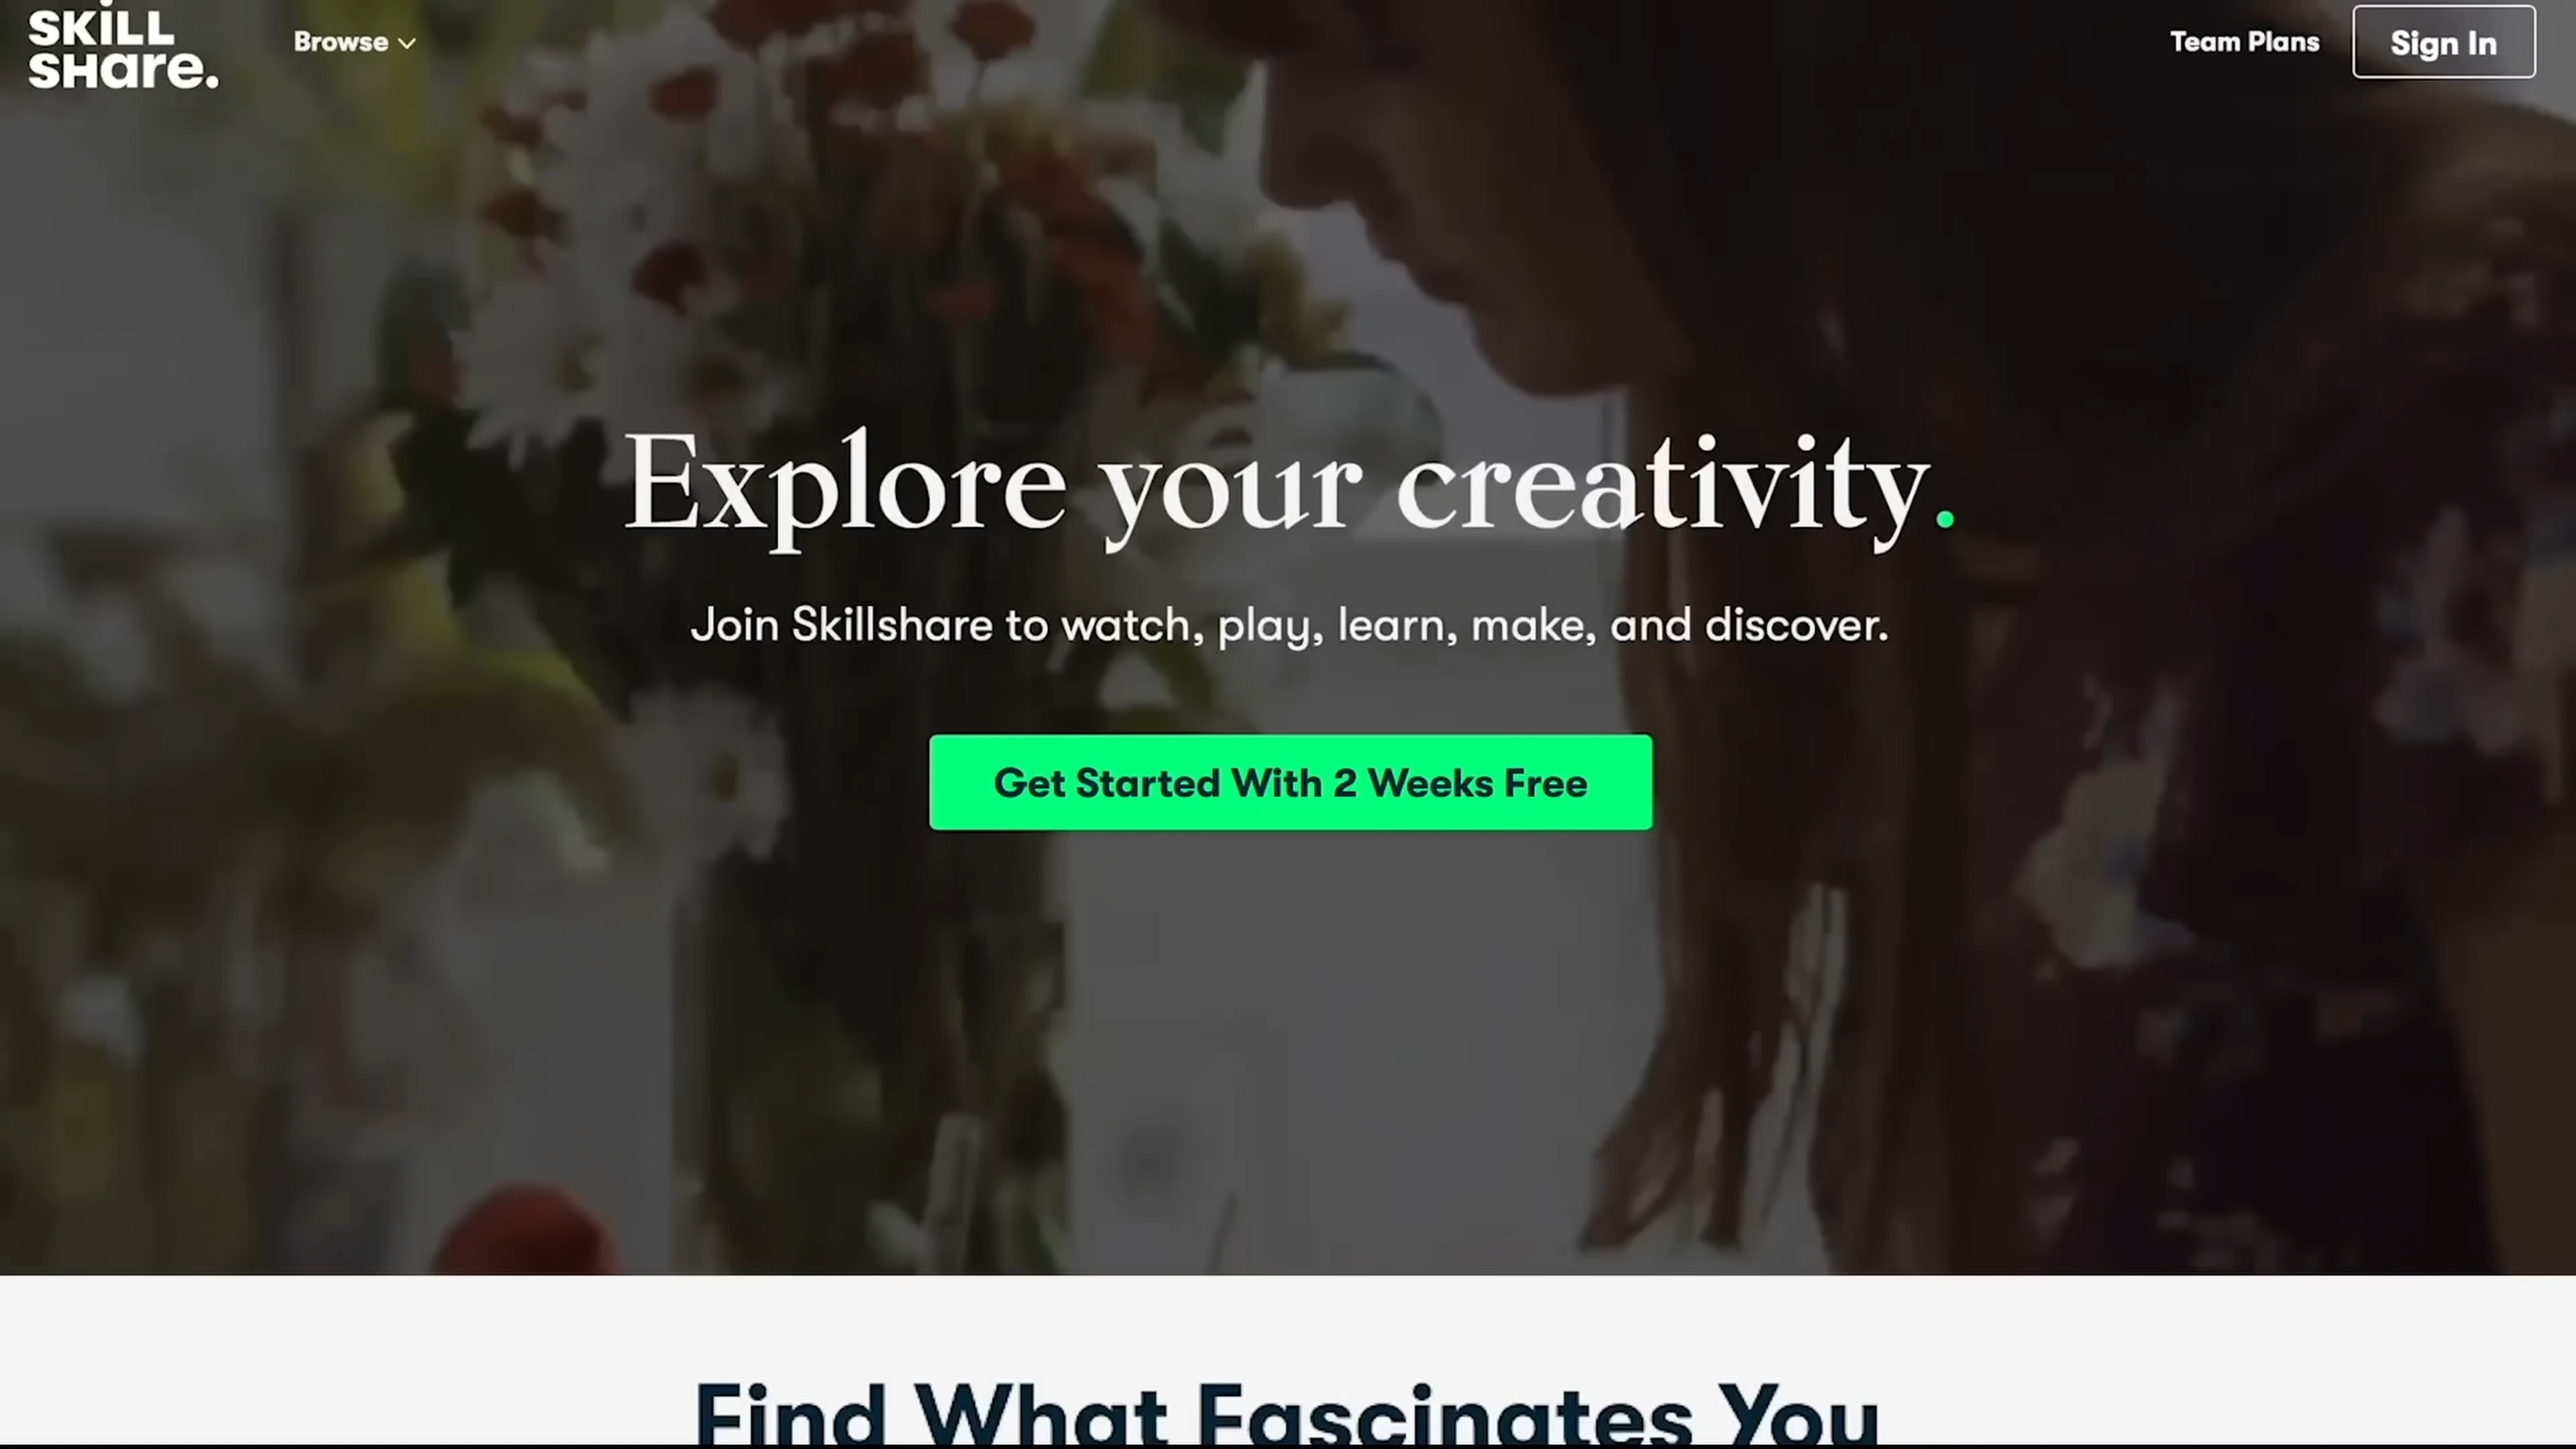 SKiLL
SHare.
Browse
Team Plans
Sign In
Explore your creativity.
Join Skillshare to watch, play, learn, make, and discover.
Get Started With 2 Weeks Free
Find What Fascinates You